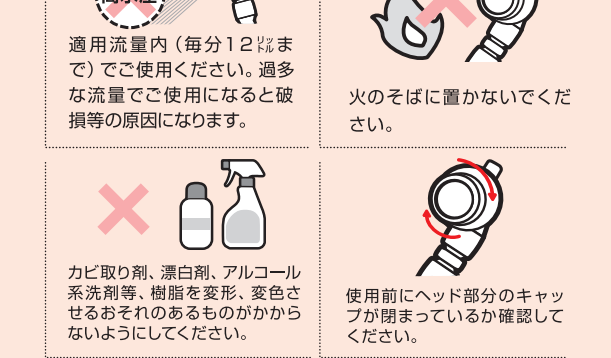 適用流量内（毎分12㍑ま
で）でご使用ください。過多
な流量でご使用になると破
損等の原因になります。
火のそばに置かないでくだ
さい。
カビ取り剤、漂白剤、アルコール
系洗剤等、樹脂を変形、変色さ
せるおそれのあるものがかから
ないようにしてください。
使用前にヘッド部分のキャッ
プが閉まっているか確認して
ください。